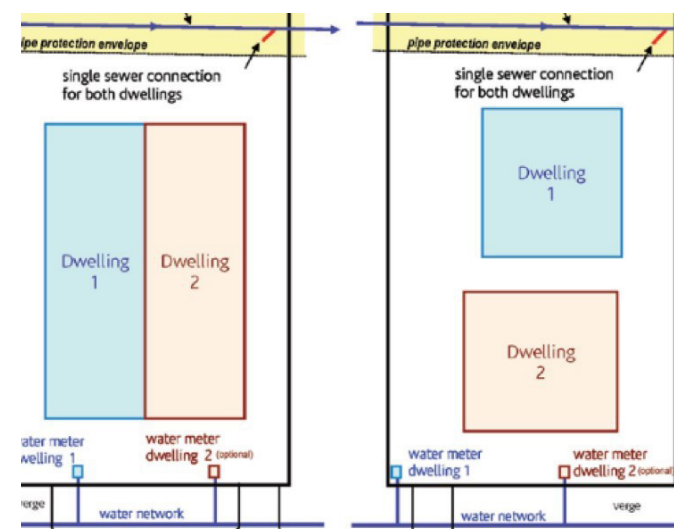 pipe protection envelope
single sewer connection
for both dwellings
Dwelling
1
Dwelling
2
water meter
dwelling 1
water meter
dwelling 2 (optional)
verge
water network
pipe protection envelope
single sewer connection
for both dwellings
Dwelling
1
Dwelling
2
water meter
dwelling 1
water meter
dwelling 2 (optional)
water network
verge